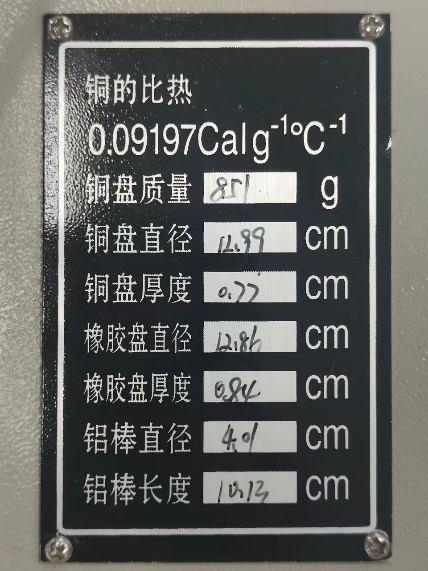 铜的比热
0.09197Calg⁻¹℃⁻¹
铜盘质量 851 g
铜盘直径 12.99 cm
铜盘厚度 0.77 cm
橡胶盘直径 12.86 cm
橡胶盘厚度 0.84 cm
铝棒直径 4.01 cm
铝棒长度 10.13 cm